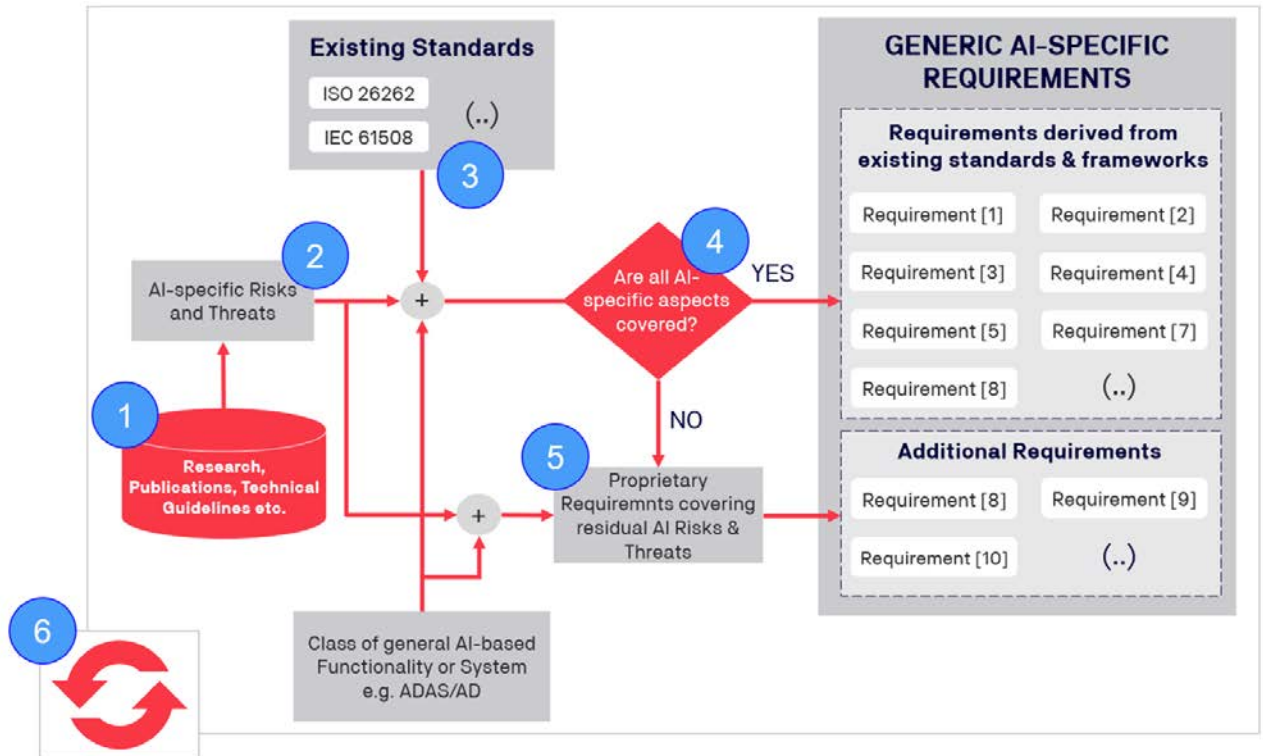 Existing Standards
ISO 26262
(..)
IEC 61508
3
2
AI-specific Risks
and Threats
+
1
Research,
Publications, Technical
Guidelines etc.
4
Are all AI-
specific aspects
covered?
YES
NO
5
Proprietary
Requiremnts covering
residual AI Risks &
Threats
+
Class of general AI-based
Functionality or System
e.g. ADAS/AD
6
GENERIC AI-SPECIFIC
REQUIREMENTS
Requirements derived from
existing standards & frameworks
Requirement [1]
Requirement [2]
Requirement [3]
Requirement [4]
Requirement [5]
Requirement [7]
Requirement [8]
(..)
Additional Requirements
Requirement [8]
Requirement [9]
Requirement [10]
(..)